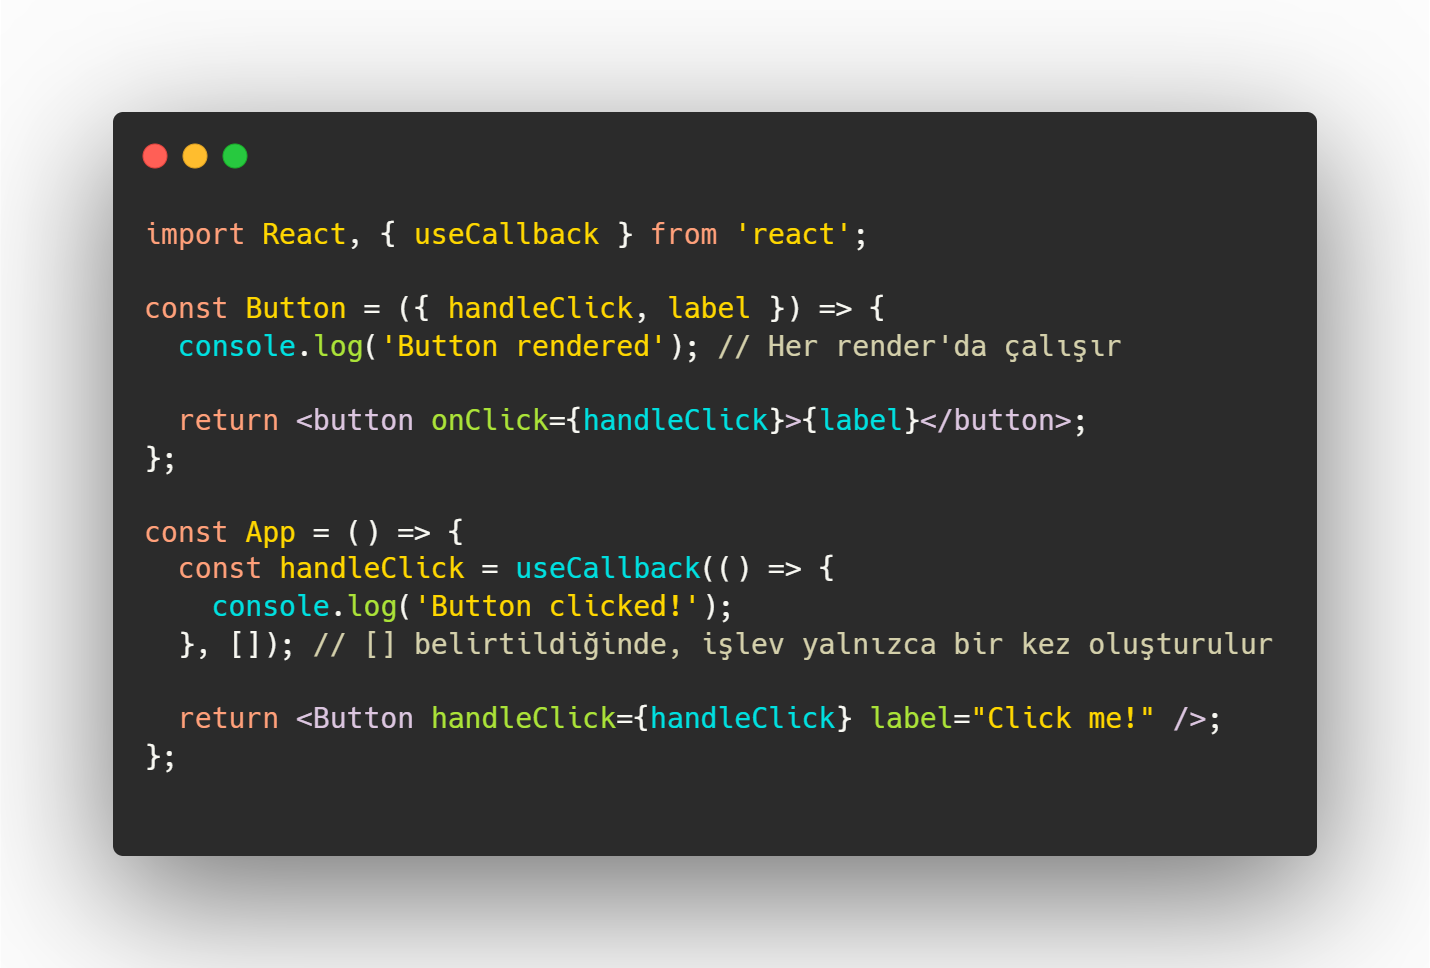 import React, { useCallback } from 'react';
const Button = ({ handleClick, label }) => {
  console.log('Button rendered'); // Her render'da çalışır
  return <button onClick={handleClick}>{label}</button>;
};
const App = () => {
  const handleClick = useCallback(() => {
    console.log('Button clicked!');
  }, []); // [] belirtildiğinde, işlev yalnızca bir kez oluşturulur
  return <Button handleClick={handleClick} label="Click me!" />;
};